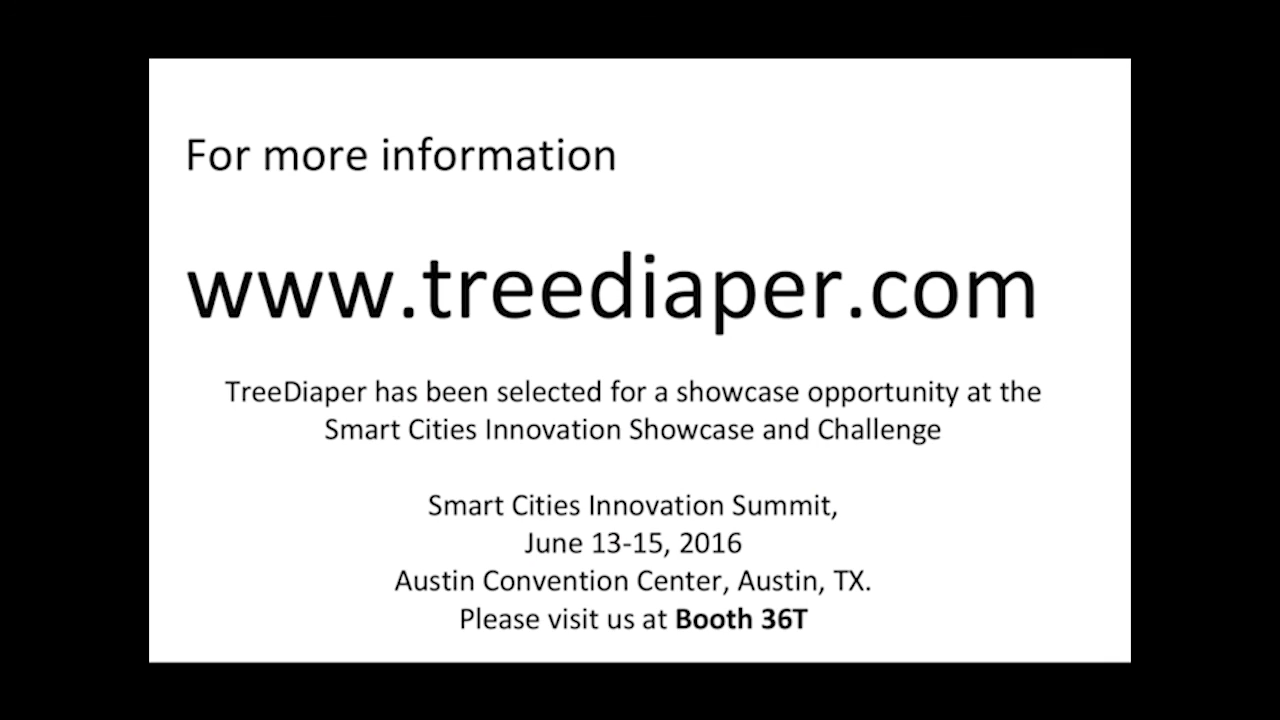 For more information
www.treediaper.com
TreeDiaper has been selected for a showcase opportunity at the
Smart Cities Innovation Showcase and Challenge
Smart Cities Innovation Summit,
June 13-15, 2016
Austin Convention Center, Austin, TX.
Please visit us at Booth 36T